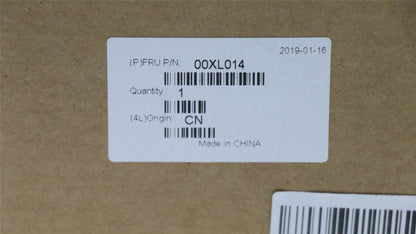 2019-01-16
(P)FRU P/N: 00XL014
Quantity: 1
(4L)Origin: CN
Made in CHINA